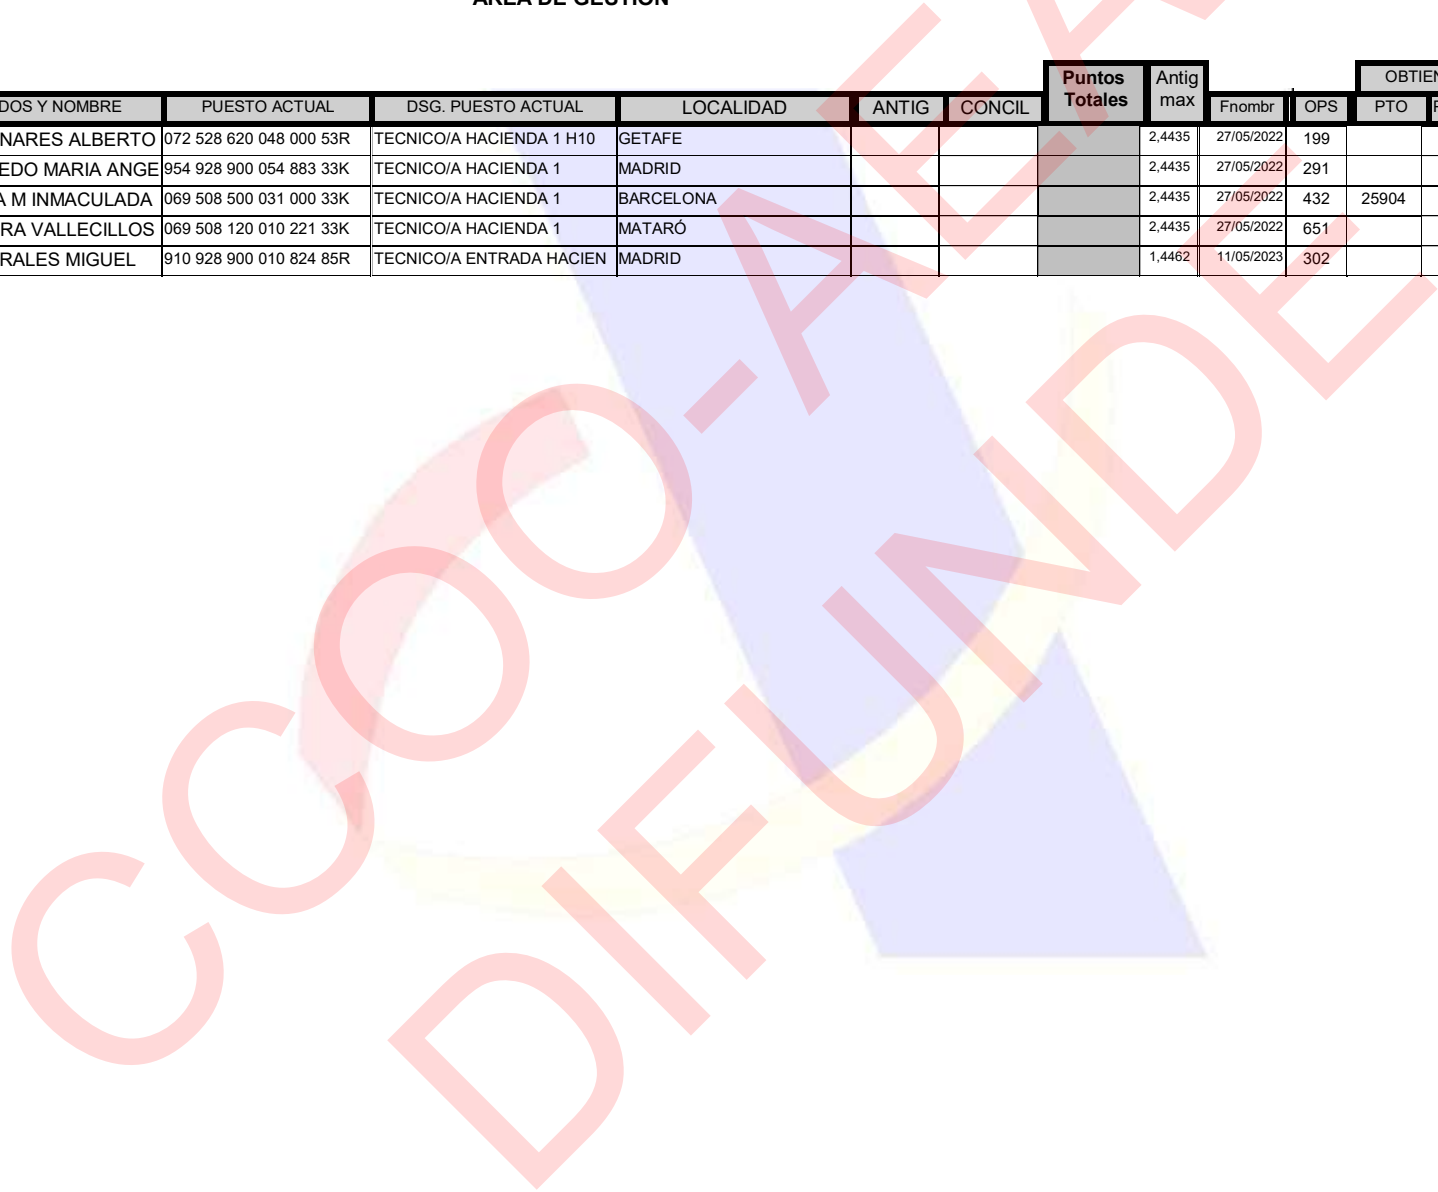 AREA DE GESTION
Puntos Totales Antig max OBTIEN
DOS Y NOMBRE PUESTO ACTUAL DSG. PUESTO ACTUAL LOCALIDAD ANTIG CONCIL Fnombr OPS PTO
NARES ALBERTO 072 528 620 048 000 53R TECNICO/A HACIENDA 1 H10 GETAFE 2,4435 27/05/2022 199
EDO MARIA ANGE 954 928 900 054 883 33K TECNICO/A HACIENDA 1 MADRID 2,4435 27/05/2022 291
A M INMACULADA 069 508 500 031 000 33K TECNICO/A HACIENDA 1 BARCELONA 2,4435 27/05/2022 432 25904
RA VALLECILLOS 069 508 120 010 221 33K TECNICO/A HACIENDA 1 MATARÓ 2,4435 27/05/2022 651
RALES MIGUEL 910 928 900 010 824 85R TECNICO/A ENTRADA HACIEN MADRID 1,4462 11/05/2023 302
CCOO-AEA
DIFUNDE